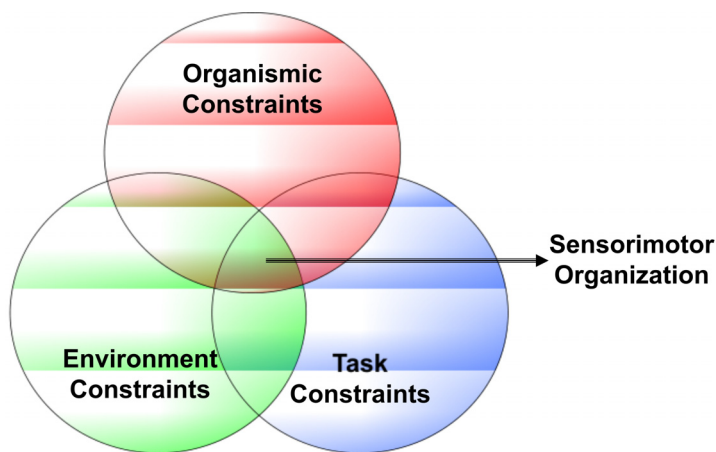 Organismic
Constraints
Sensorimotor
Organization
Environment
Constraints
Task
Constraints